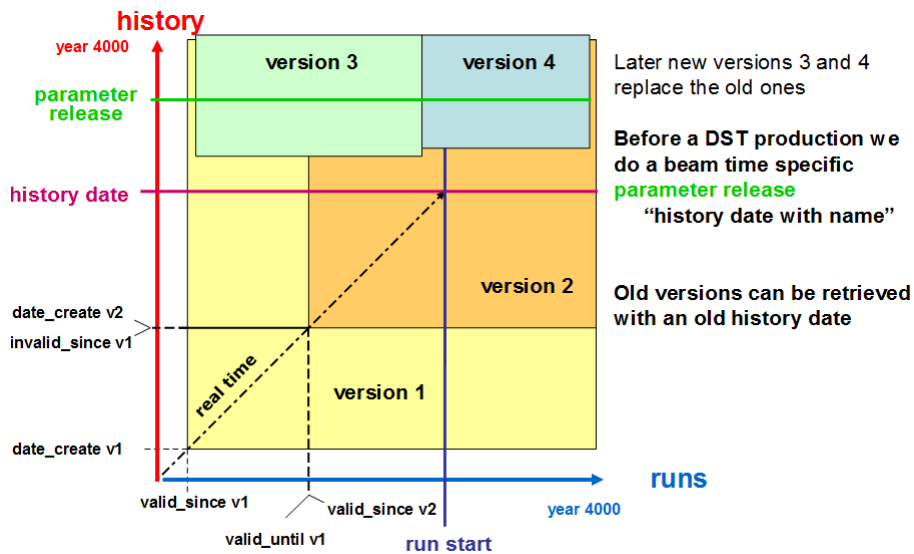 history
year 4000
version 3
version 4
parameter
release
history date
version 2
date_create v2
invalid_since v1
real time
version 1
date_create v1
valid_since v1
valid_since v2
valid_until v1
run start
runs
year 4000
Later new versions 3 and 4
replace the old ones
Before a DST production we
do a beam time specific
parameter release
“history date with name”
Old versions can be retrieved
with an old history date